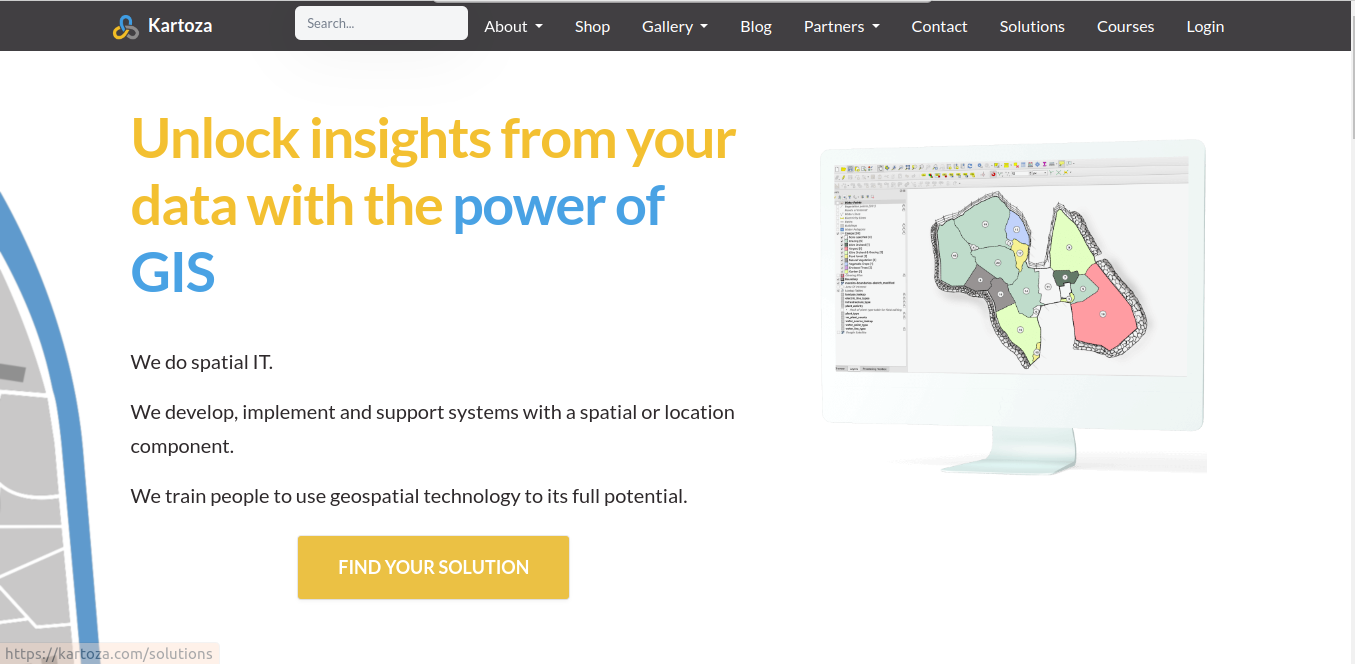 Kartoza
Search...
About
Shop
Gallery
Blog
Partners
Contact
Solutions
Courses
Login
Unlock insights from your
data with the power of
GIS
We do spatial IT.
We develop, implement and support systems with a spatial or location
component.
We train people to use geospatial technology to its full potential.
FIND YOUR SOLUTION
https://kartoza.com/solutions